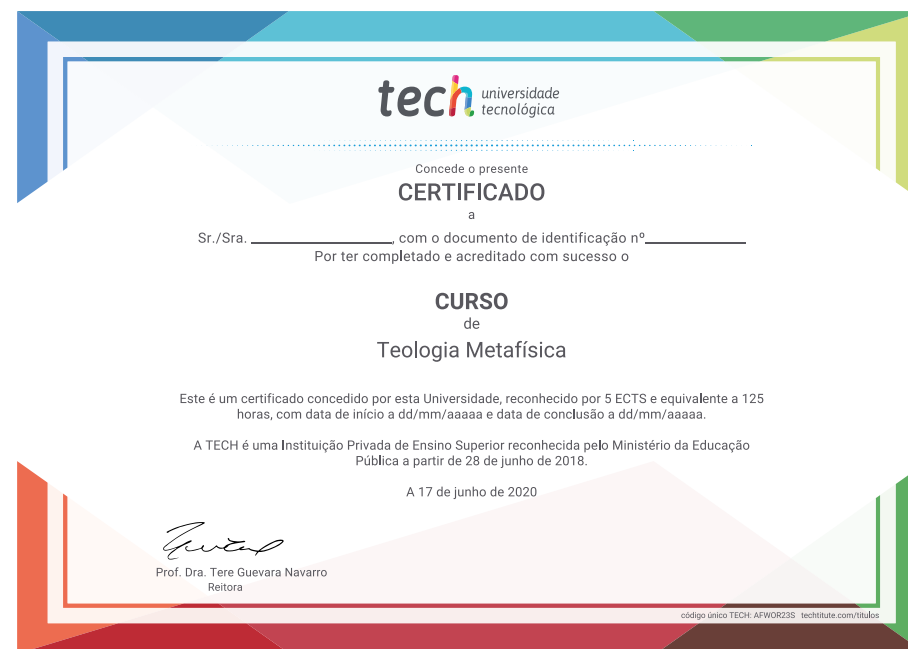 tech universidade
tecnológica
Concede o presente
CERTIFICADO
a
Sr./Sra. ____________________, com o documento de identificação nº______________
Por ter completado e acreditado com sucesso o
CURSO
de
Teologia Metafísica
Este é um certificado concedido por esta Universidade, reconhecido por 5 ECTS e equivalente a 125
horas, com data de início a dd/mm/aaaaa e data de conclusão a dd/mm/aaaaa.
A TECH é uma Instituição Privada de Ensino Superior reconhecida pelo Ministério da Educação
Pública a partir de 28 de junho de 2018.
A 17 de junho de 2020
Prof. Dra. Tere Guevara Navarro
Reitora
código único TECH: AFWOR23S techtitute.com/titulos